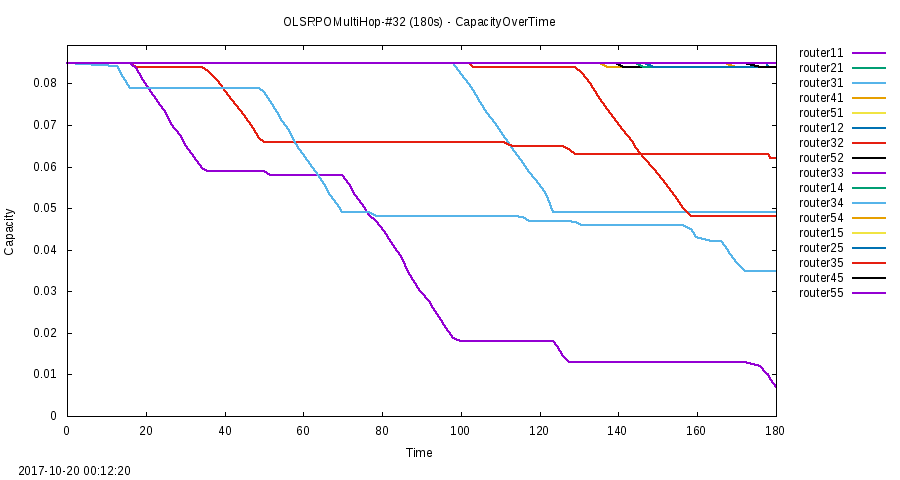 OLSRPOMultiHop-#32 (180s) - CapacityOverTime
router11
router21
router31
router41
router51
router12
router32
router52
router33
router14
router34
router54
router15
router25
router35
router45
router55
Capacity
0.08
0.07
0.06
0.05
0.04
0.03
0.02
0.01
0
0 20 40 60 80 100 120 140 160 180
Time
2017-10-20 00:12:20